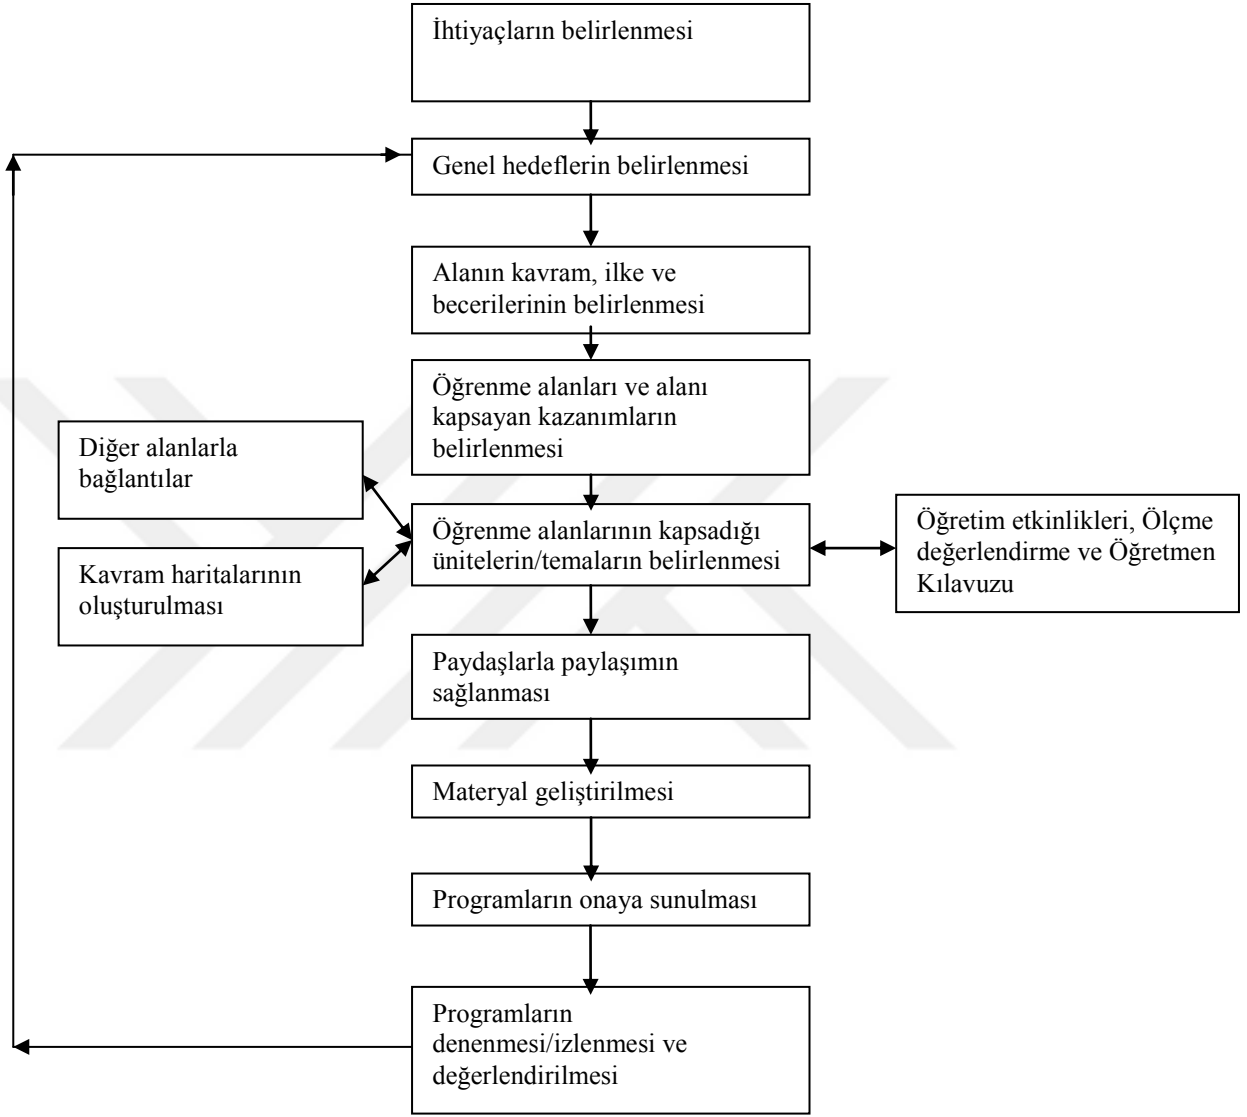 İhtiyaçların belirlenmesi
Genel hedeflerin belirlenmesi
Alanın kavram, ilke ve
becerilerinin belirlenmesi
Öğrenme alanları ve alanı
kapsayan kazanımların
belirlenmesi
Diğer alanlarla
bağlantılar
Kavram haritalarının
oluşturulması
Öğrenme alanlarının kapsadığı
ünitelerin/temaların belirlenmesi
Öğretim etkinlikleri, Ölçme
değerlendirme ve Öğretmen
Kılavuzu
Paydaşlarla paylaşımın
sağlanması
Materyal geliştirilmesi
Programların onaya sunulması
Programların
denenmesi/izlenmesi ve
değerlendirilmesi